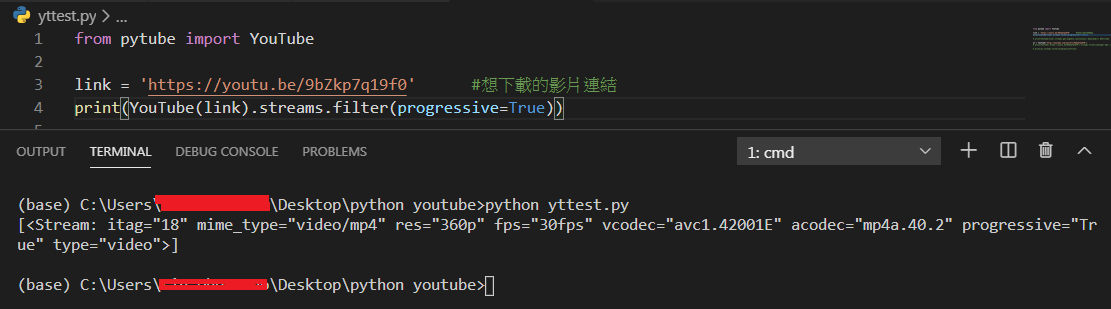 yttest.py > ...
1 from pytube import YouTube
2
3 link = 'https://youtu.be/9bZkp7q19f0' #想下載的影片連結
4 print(YouTube(link).streams.filter(progressive=True))
OUTPUT TERMINAL DEBUG CONSOLE PROBLEMS 1: cmd
(base) C:\Users\ \Desktop\python youtube>python yttest.py
[<Stream: itag="18" mime_type="video/mp4" res="360p" fps="30fps" vcodec="avc1.42001E" acodec="mp4a.40.2" progressive="Tr
ue" type="video">]
(base) C:\Users\ \Desktop\python youtube>